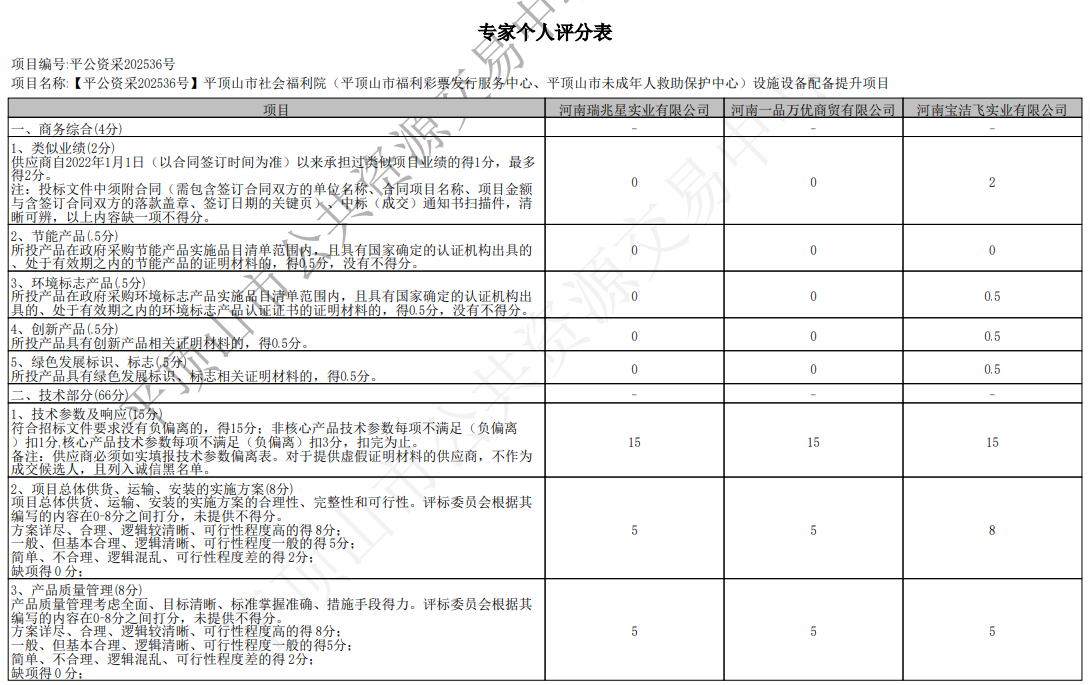 专家个人评分表
项目编号:平公资采202536号
项目名称:【平公资采202536号】平顶山市社会福利院（平顶山市福利彩票发行服务中心、平顶山市未成年人救助保护中心）设施设备配备提升项目
项目 河南瑞兆星实业有限公司 河南一品万优商贸有限公司 河南宝洁飞实业有限公司
一、商务综合(4分) - - -
1、类似业绩(2分)
供应商自2022年1月1日（以合同签订时间为准）以来承担过类似项目业绩的得1分，最多
得2分。
注：投标文件中须附合同（需包含签订合同双方的单位名称、合同项目名称、项目金额
与含签订合同双方的落款盖章、签订日期的关键页）、中标（成交）通知书扫描件，清
晰可辨，以上内容缺一项不得分。
0 0 2
2、节能产品(.5分)
所投产品在政府采购节能产品实施品目清单范围内，且具有国家确定的认证机构出具的
、处于有效期之内的节能产品的证明材料的，得0.5分，没有不得分。
0 0 0
3、环境标志产品(.5分)
所投产品在政府采购环境标志产品实施品目清单范围内，且具有国家确定的认证机构出
具的、处于有效期之内的环境标志产品认证证书的证明材料的，得0.5分，没有不得分。
0 0 0.5
4、创新产品(.5分)
所投产品具有创新产品相关证明材料的，得0.5分。
0 0 0.5
5、绿色发展标识、标志(.5分)
所投产品具有绿色发展标识、标志相关证明材料的，得0.5分。
0 0 0.5
二、技术部分(66分) - - -
1、技术参数及响应(15分)
符合招标文件要求没有负偏离的，得15分；非核心产品技术参数每项不满足（负偏离
）扣1分,核心产品技术参数每项不满足（负偏离）扣3分，扣完为止。
备注：供应商必须如实填报技术参数偏离表。对于提供虚假证明材料的供应商，不作为
成交候选人，且列入诚信黑名单。
15 15 15
2、项目总体供货、运输、安装的实施方案(8分)
项目总体供货、运输、安装的实施方案的合理性、完整性和可行性。评标委员会根据其
编写的内容在0-8分之间打分，未提供不得分。
方案详尽、合理、逻辑较清晰、可行性程度高的得 8分；
一般、但基本合理、逻辑清晰、可行性程度一般的得 5分；
简单、不合理、逻辑混乱、可行性程度差的得 2分；
缺项得 0 分；
5 5 8
3、产品质量管理(8分)
产品质量管理考虑全面、目标清晰、标准掌握准确、措施手段得力。评标委员会根据其
编写的内容在0-8分之间打分，未提供不得分。
方案详尽、合理、逻辑较清晰、可行性程度高的得 8分；
一般、但基本合理、逻辑清晰、可行性程度一般的得5分；
简单、不合理、逻辑混乱、可行性程度差的得 2分；
缺项得 0 分；
5 5 5
平顶山市公共资源交易中
顶山市公共资源交易中